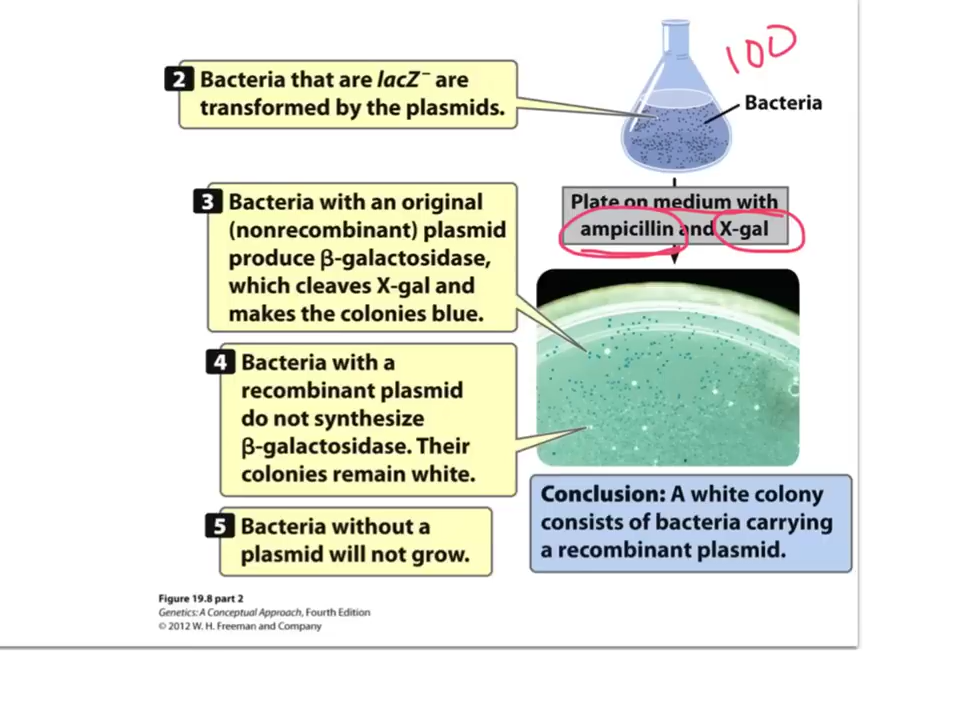 100
2 Bacteria that are lacZ⁻ are
transformed by the plasmids.
Bacteria
3 Bacteria with an original
(nonrecombinant) plasmid
produce β-galactosidase,
which cleaves X-gal and
makes the colonies blue.
Plate on medium with
ampicillin and X-gal
4 Bacteria with a
recombinant plasmid
do not synthesize
β-galactosidase. Their
colonies remain white.
5 Bacteria without a
plasmid will not grow.
Conclusion: A white colony
consists of bacteria carrying
a recombinant plasmid.
Figure 19.8 part 2
Genetics: A Conceptual Approach, Fourth Edition
© 2012 W. H. Freeman and Company